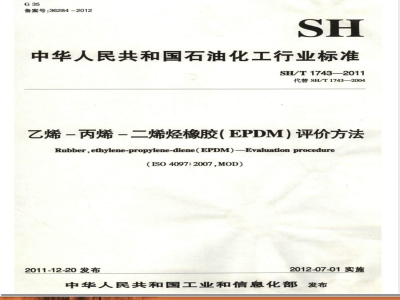 G 35
备案号:36284-2012
SH
中华人民共和国石油化工行业标准
SH/T 1743—2011
代替 SH/T 1743—2004
乙烯-丙烯-二烯烃橡胶(EPDM)评价方法
Rubber,ethylene-propylene-diene(EPDM)—Evaluation procedure
(ISO 4097:2007,MOD)
2011-12-20 发布
2012-07-01 实施
中华人民共和国工业和信息化部 发布